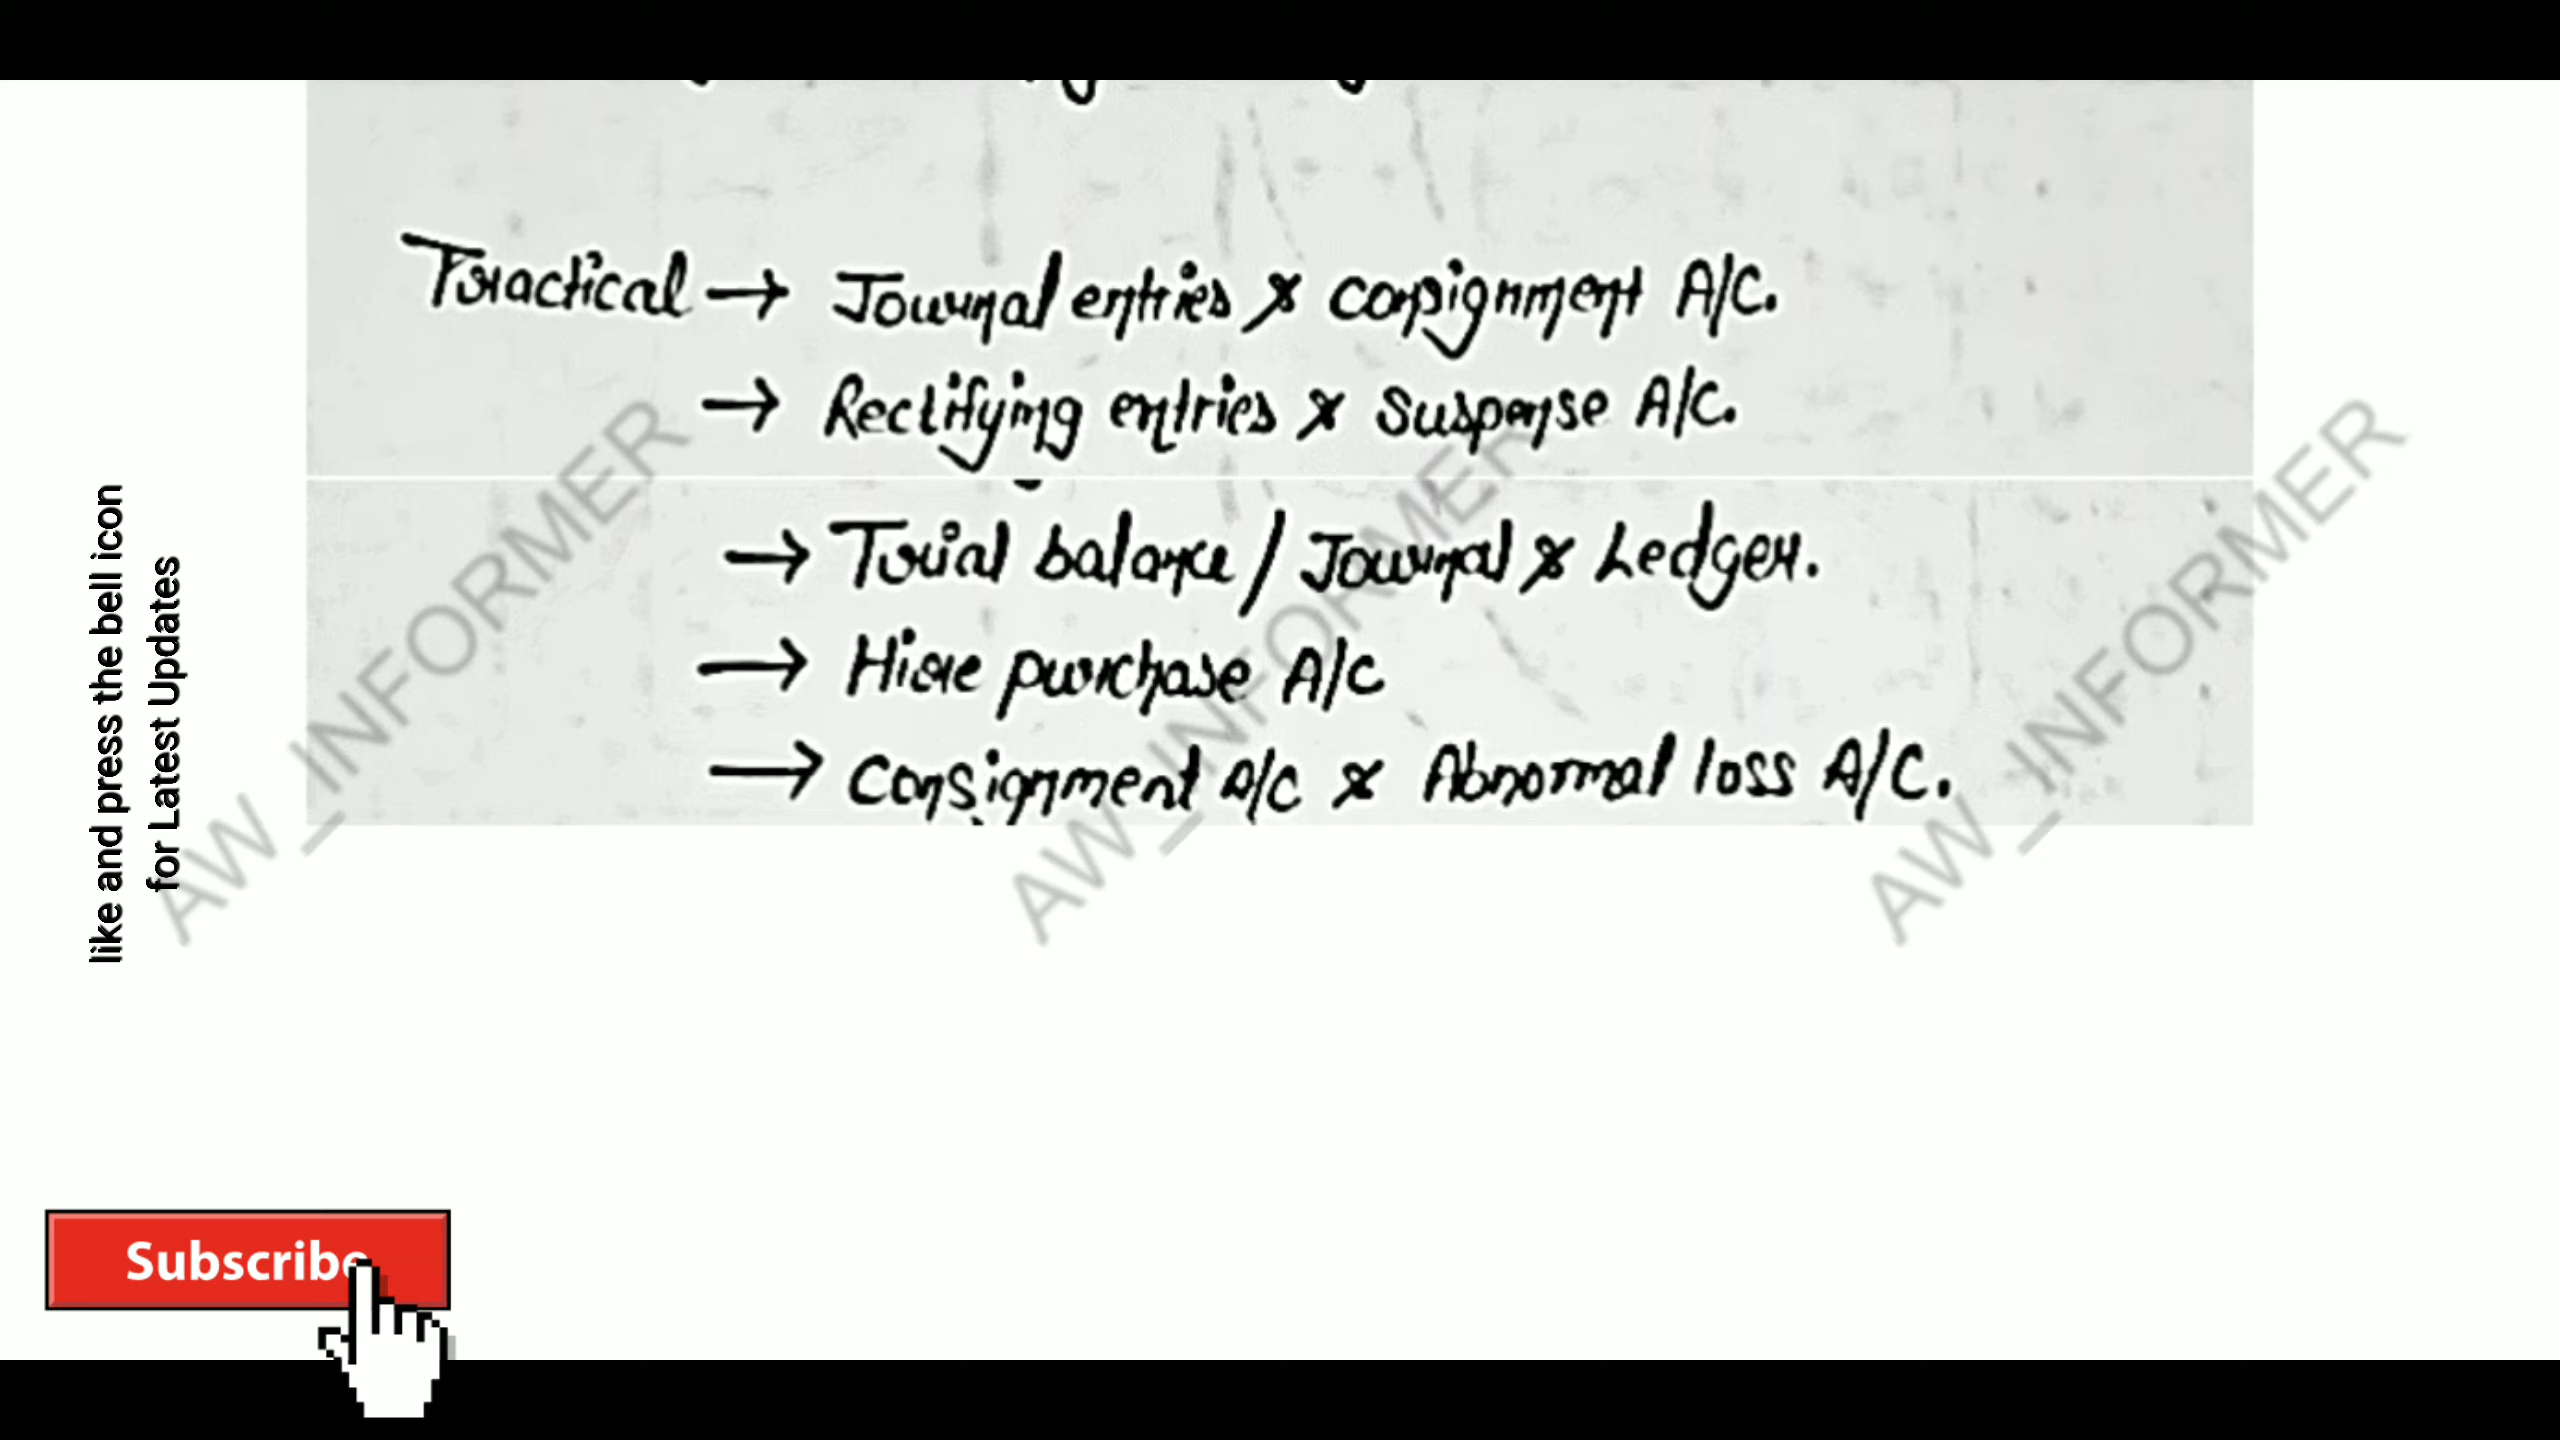 Practical → Journal entries & consignment A/C.
→ Rectifying entries & Suspense A/C.
→ Trial balance / Journal & Ledger.
→ Hire purchase A/C
→ Consignment A/C & Abnormal loss A/C.
like and press the bell icon
for Latest Updates
AW_INFORMER
AW_INFORMER
AW_INFORMER
Subscribe